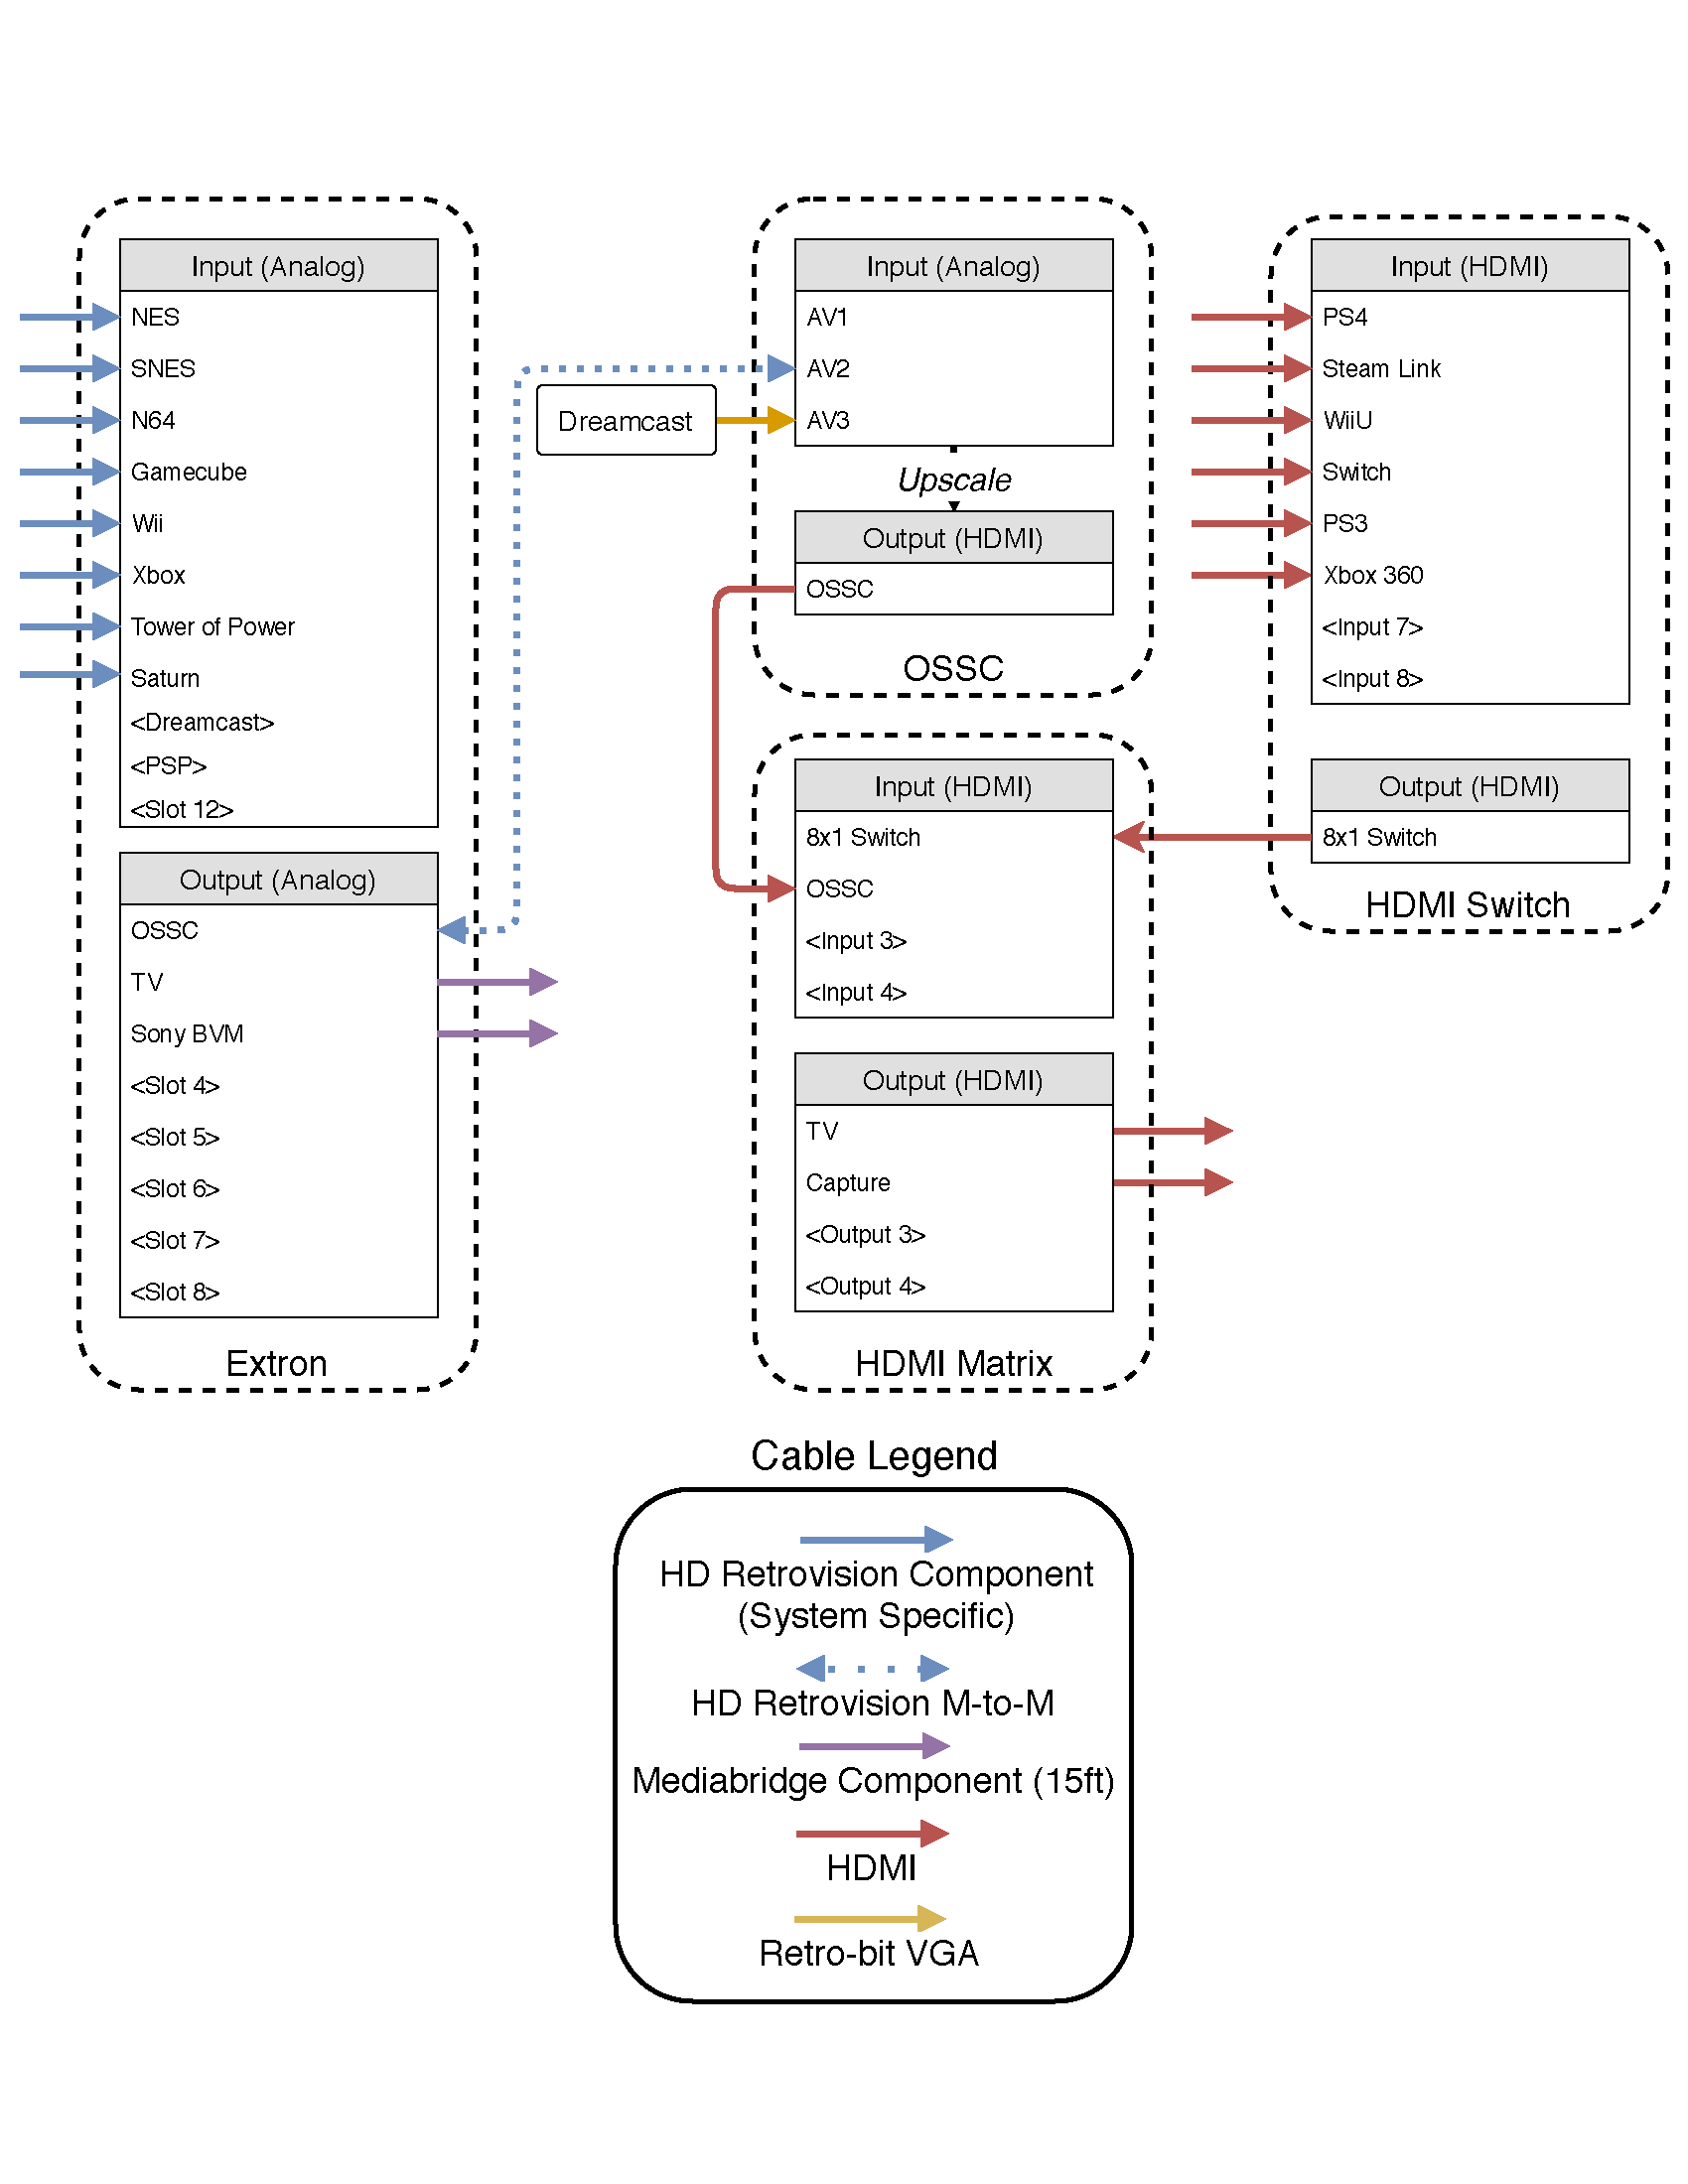 Input (Analog)
NES
SNES
N64
Gamecube
Wii
Xbox
Tower of Power
Saturn
<Dreamcast>
<PSP>
<Slot 12>
Output (Analog)
OSSC
TV
Sony BVM
<Slot 4>
<Slot 5>
<Slot 6>
<Slot 7>
<Slot 8>
Extron
Dreamcast
Input (Analog)
AV1
AV2
AV3
Upscale
Output (HDMI)
OSSC
OSSC
Input (HDMI)
8x1 Switch
OSSC
<Input 3>
<Input 4>
Output (HDMI)
TV
Capture
<Output 3>
<Output 4>
HDMI Matrix
Input (HDMI)
PS4
Steam Link
WiiU
Switch
PS3
Xbox 360
<Input 7>
<Input 8>
Output (HDMI)
8x1 Switch
HDMI Switch
Cable Legend
HD Retrovision Component
(System Specific)
HD Retrovision M-to-M
Mediabridge Component (15ft)
HDMI
Retro-bit VGA